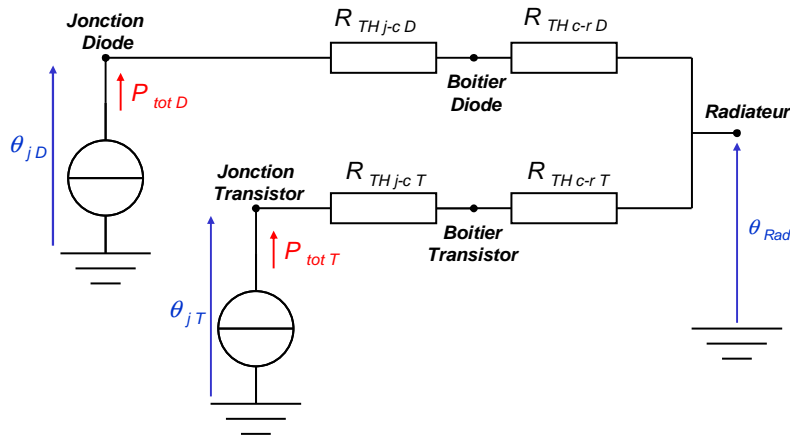 Jonction
Diode
R TH j-c D
R TH c-r D
P tot D
Boitier
Diode
Radiateur
θ j D
Jonction
Transistor
R TH j-c T
R TH c-r T
Boitier
Transistor
P tot T
θ Rad
θ j T